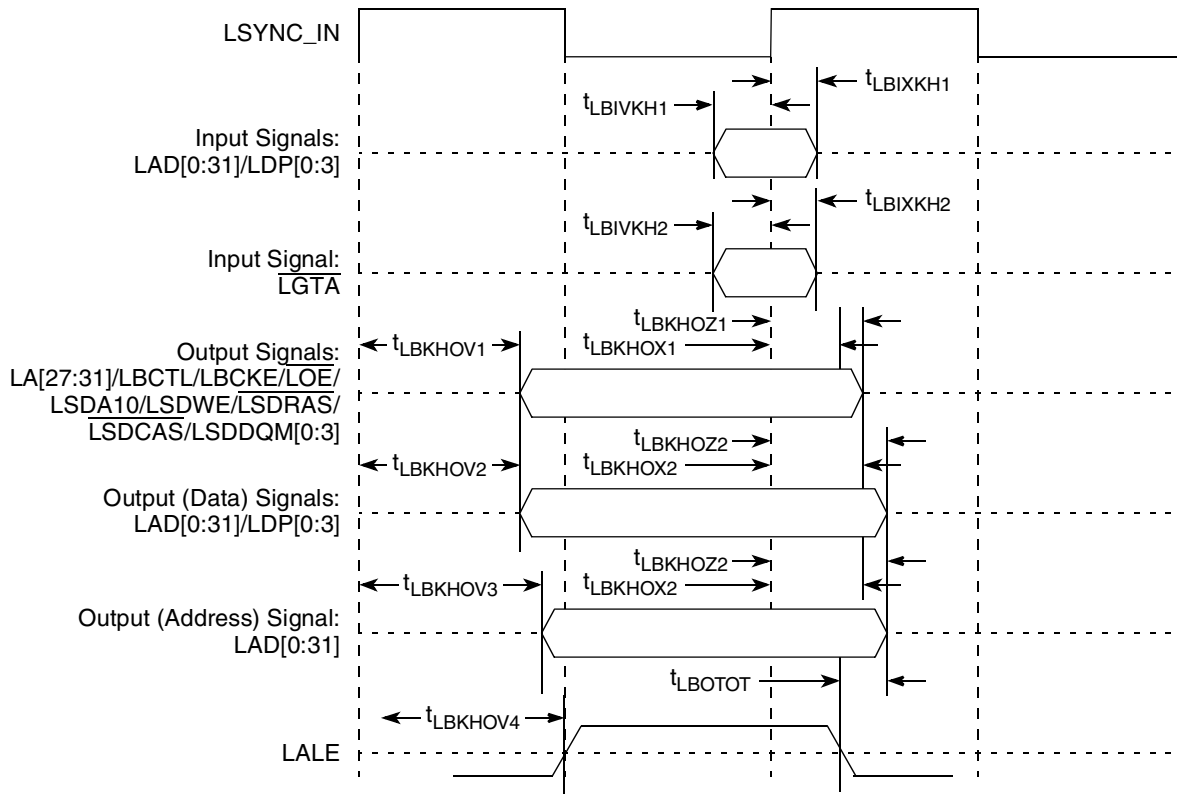 LSYNC_IN
tLBIXKH1
tLBIVKH1
Input Signals:
LAD[0:31]/LDP[0:3]
tLBIXKH2
tLBIVKH2
Input Signal:
LGTA
tLBKHOZ1
tLBKHOV1
tLBKHOX1
Output Signals:
LA[27:31]/LBCTL/LBCKE/LOE/
LSDA10/LSDWE/LSDRAS/
LSDCAS/LSDDQM[0:3]
tLBKHOZ2
tLBKHOV2
tLBKHOX2
Output (Data) Signals:
LAD[0:31]/LDP[0:3]
tLBKHOZ2
tLBKHOV3
tLBKHOX2
Output (Address) Signal:
LAD[0:31]
tLBOTOT
tLBKHOV4
LALE